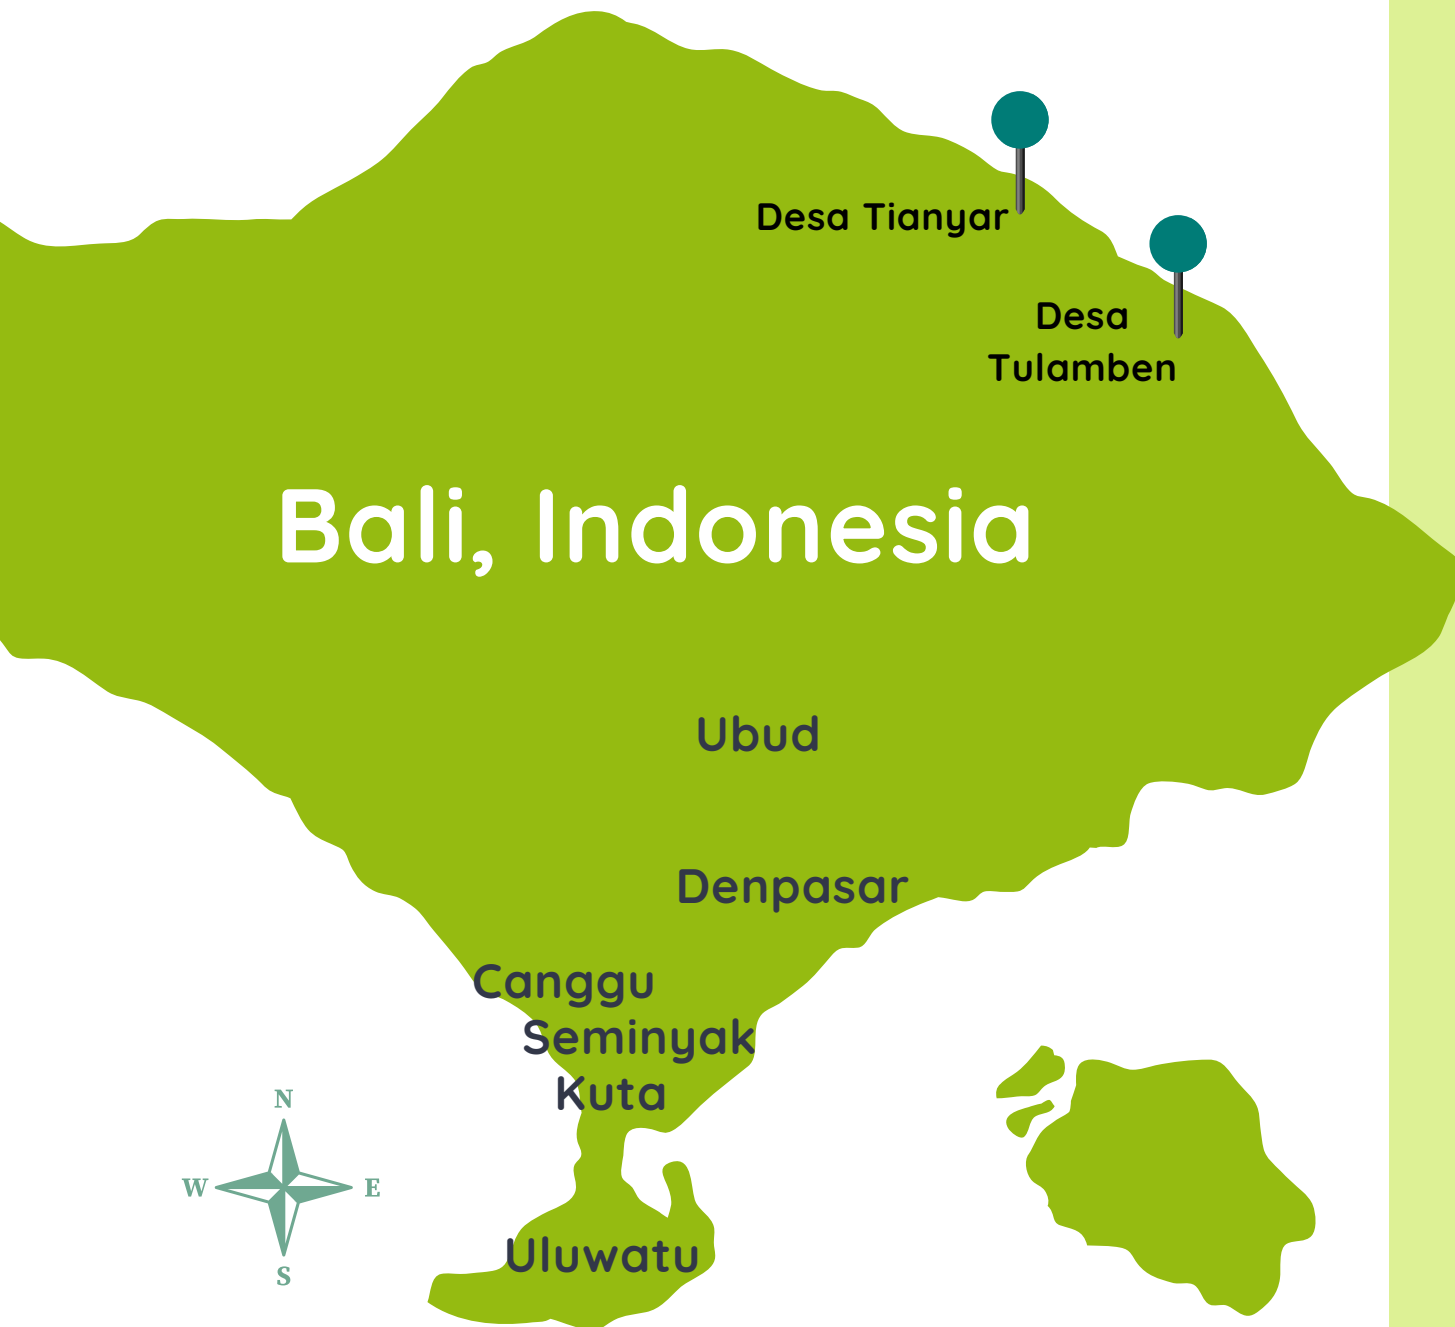 Desa Tianyar
Desa
Tulamben
Bali, Indonesia
Ubud
Denpasar
Canggu
Seminyak
Kuta
N
W
E
S
Uluwatu